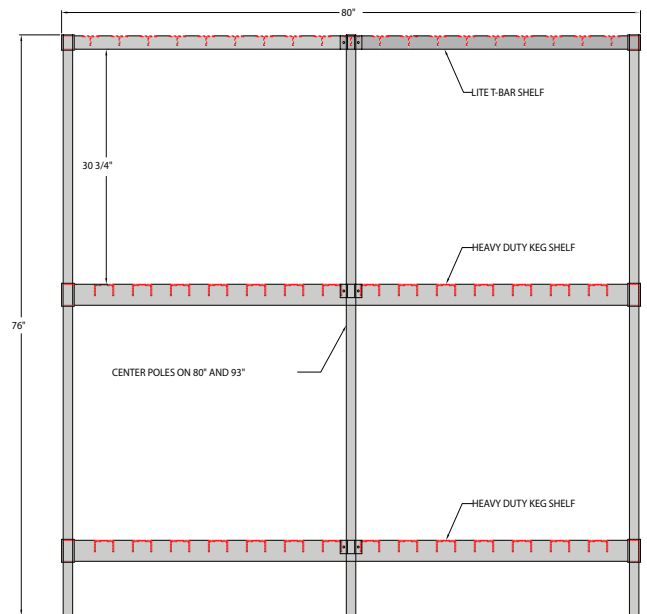 80"
LITE T-BAR SHELF
30 3/4"
HEAVY DUTY KEG SHELF
76"
CENTER POLES ON 80" AND 93"
HEAVY DUTY KEG SHELF